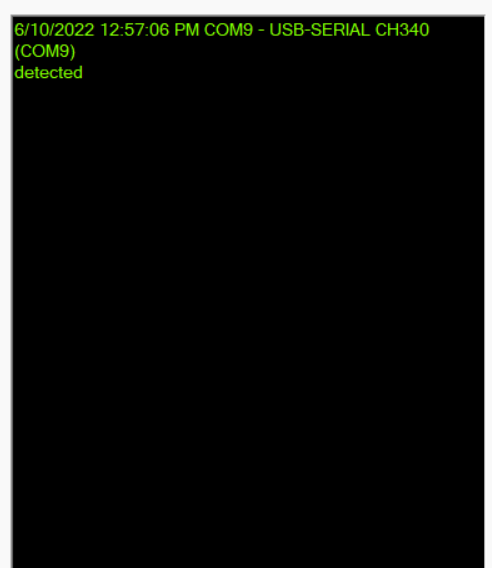 6/10/2022 12:57:06 PM COM9 - USB-SERIAL CH340
(COM9)
detected